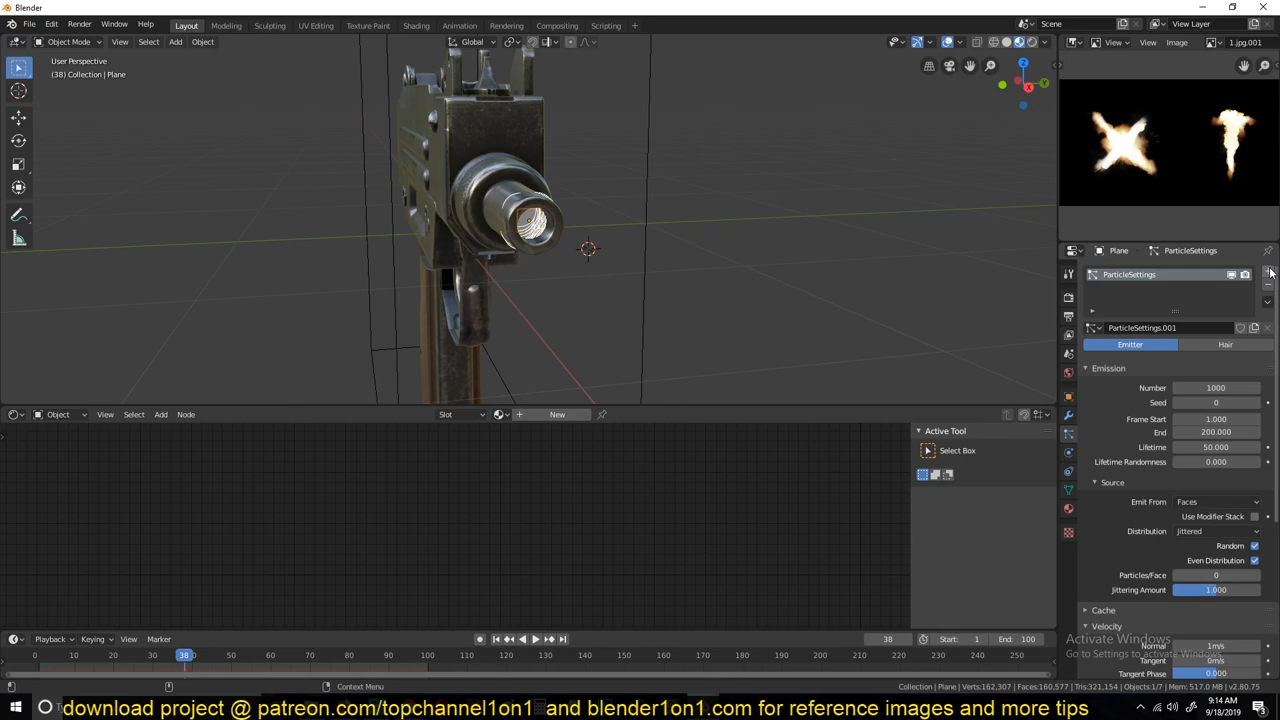 Blender
File Edit Render Window Help
Layout Modeling Sculpting UV Editing Texture Paint Shading Animation Rendering Compositing Scripting +
Scene View Layer
Object Mode View Select Add Object
Global
View View Image 1.jpg.001
User Perspective
(38) Collection | Plane
Z
Y
X
Plane ParticleSettings
ParticleSettings
ParticleSettings.001
Emitter Hair
Emission
Number 1000
Seed 0
Frame Start 1.000
End 200.000
Lifetime 50.000
Lifetime Randomness 0.000
Source
Emit From Faces
Use Modifier Stack
Distribution Jittered
Random
Even Distribution
Particles/Face 0
Jittering Amount 1.000
Cache
Velocity
Normal 1m/s
Tangent 0m/s
Tangent Phase 0.000
Object View Select Add Node
Slot New
Active Tool
Select Box
Playback Keying View Marker
38 Start: 1 End: 100
0 10 20 30 38 50 60 70 80 90 100 110 120 130 140 150 160 170 180 190 200 210 220 230 240 250
Context Menu
Collection | Plane | Verts:162,307 | Faces:160,577 | Tris:321,154 | Objects:1/7 | Mem: 517.0 MB | v2.80.75
Activate Windows
Go to Settings to activate Windows.
9:14 AM
9/18/2019
download project @ patreon.com/topchannel1on1 and blender1on1.com for reference images and more tips